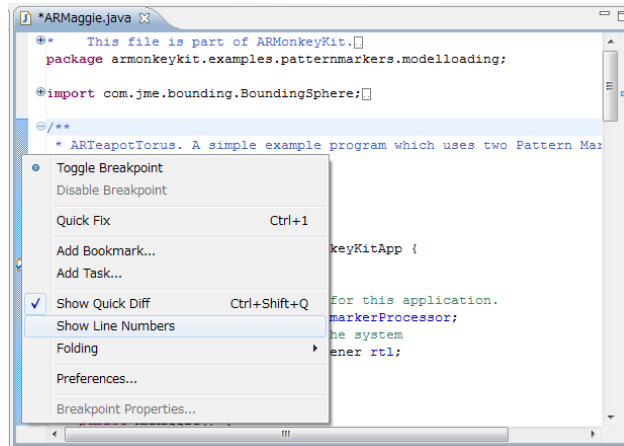 *ARMaggie.java
* This file is part of ARMonkeyKit.
package armonkeykit.examples.patternmarkers.modelloading;
import com.jme.bounding.BoundingSphere;
/**
* ARTeapotTorus. A simple example program which uses two Pattern Mar
Toggle Breakpoint
Disable Breakpoint
Quick Fix Ctrl+1
keyKitApp {
Add Bookmark...
Add Task...
Show Quick Diff Ctrl+Shift+Q
for this application.
Show Line Numbers
markerProcessor;
he system
Folding
ener rtl;
Preferences...
Breakpoint Properties...